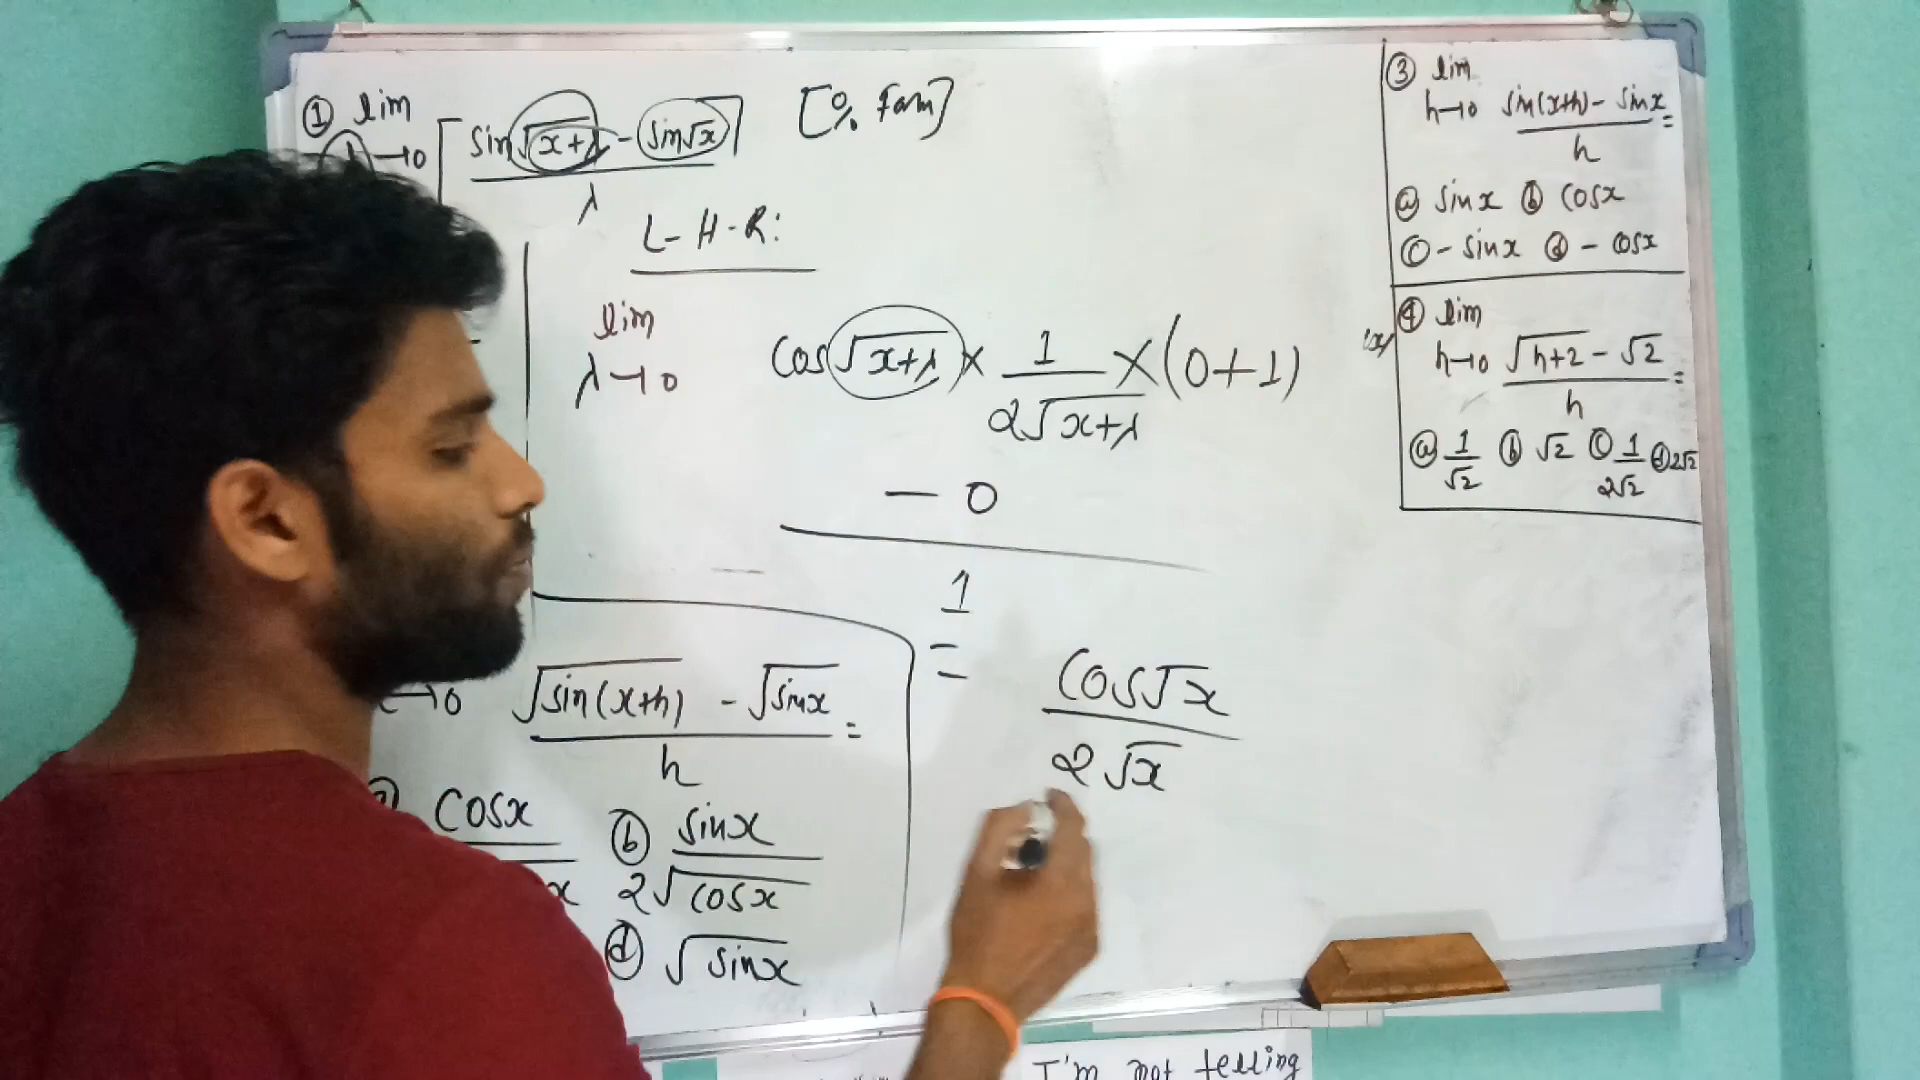 ① lim λ→0 [ (sin√(x+λ) - sin√x) / λ ] [% Form]
L-H-R:
lim λ→0 cos√(x+λ) × 1/(2√(x+λ)) × (0+1)
- 0
1
= cos√x / 2√x
→0 (√sin(x+h) - √sinx) / h =
cosx ⓑ sinx / 2√cosx
ⓓ √sinx
③ lim h→0 (sin(x+h) - sinx) / h =
ⓐ sinx ⓑ cosx
ⓒ - sinx ⓓ - cosx
④ lim h→0 (√(h+2) - √2) / h =
ⓐ 1/√2 ⓑ √2 ⓒ 1/2√2 ⓓ 2√2
I'm not telling